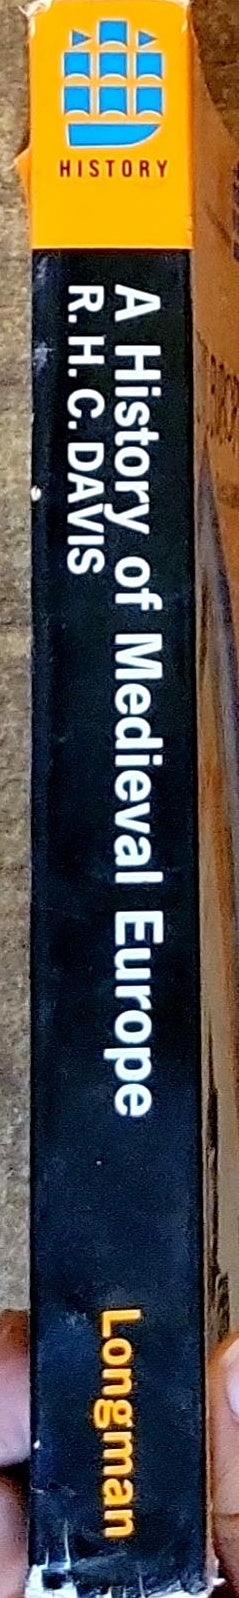 HISTORY
A History of Medieval Europe
R. H. C. DAVIS
Longman